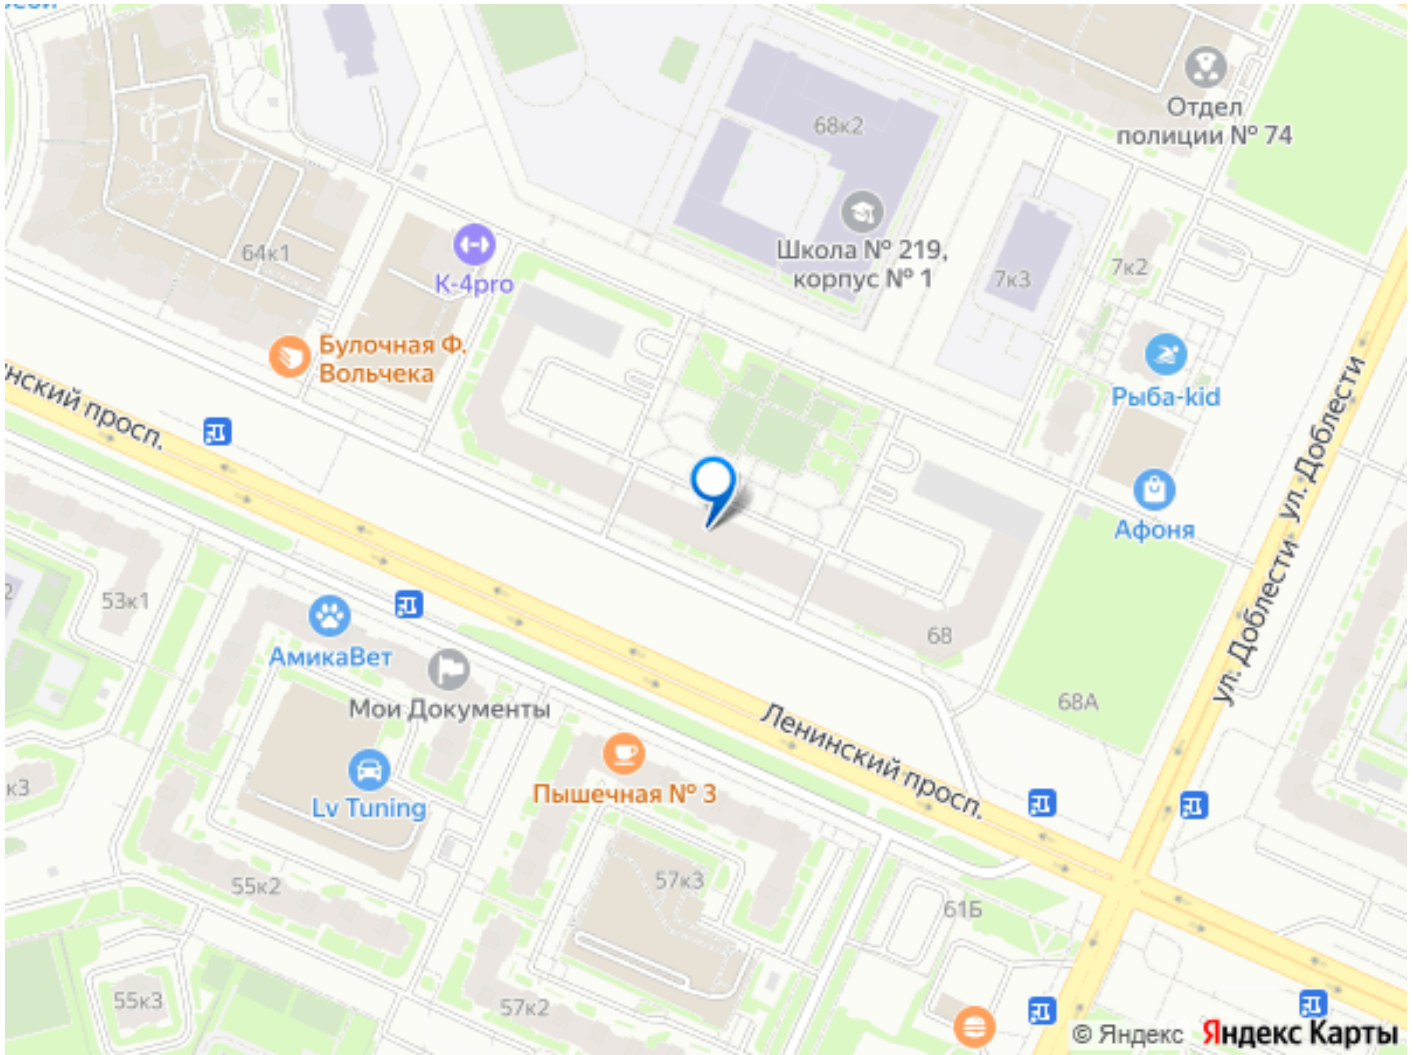 68к2
Отдел
полиции № 74
Школа № 219,
корпус № 1
64к1
К-4pro
7к3
7к2
Булочная Ф.
Вольчека
Рыба-kid
нский просп.
ул. Доблести
Афоня
ул. Доблести
53к1
АмикаВет
68
Мои Документы
68А
Ленинский просп.
к3
Lv Tuning
Пышечная № 3
55к2
57к3
61Б
55к3
57к2
© Яндекс Яндекс Карты